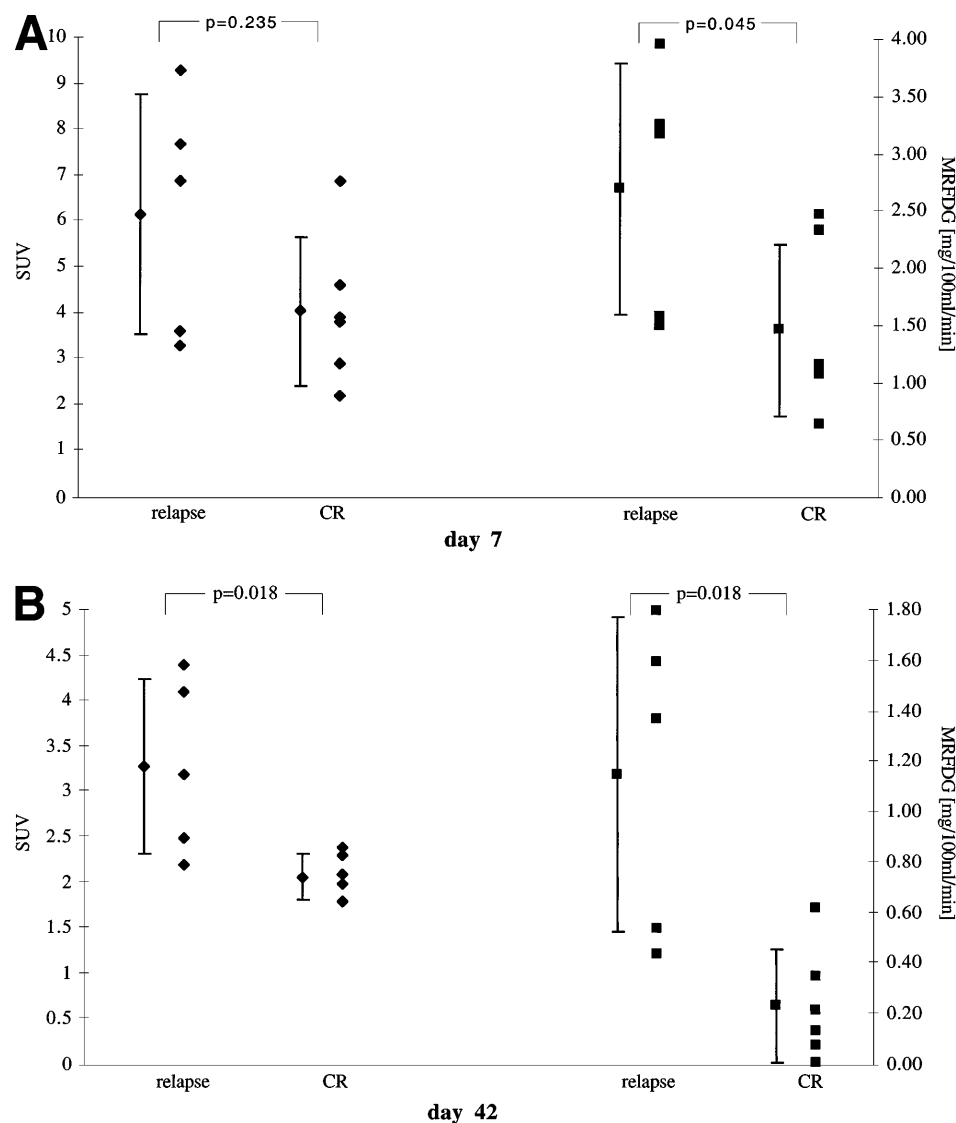 A
p=0.235
p=0.045
10
9
8
7
6
5
4
3
2
1
0
SUV
4.00
3.50
3.00
2.50
2.00
1.50
1.00
0.50
0.00
MRFDG [mg/100ml/min]
relapse CR relapse CR
day 7
B
p=0.018
p=0.018
5
4.5
4
3.5
3
2.5
2
1.5
1
0.5
0
SUV
1.80
1.60
1.40
1.20
1.00
0.80
0.60
0.40
0.20
0.00
MRFDG [mg/100ml/min]
relapse CR relapse CR
day 42